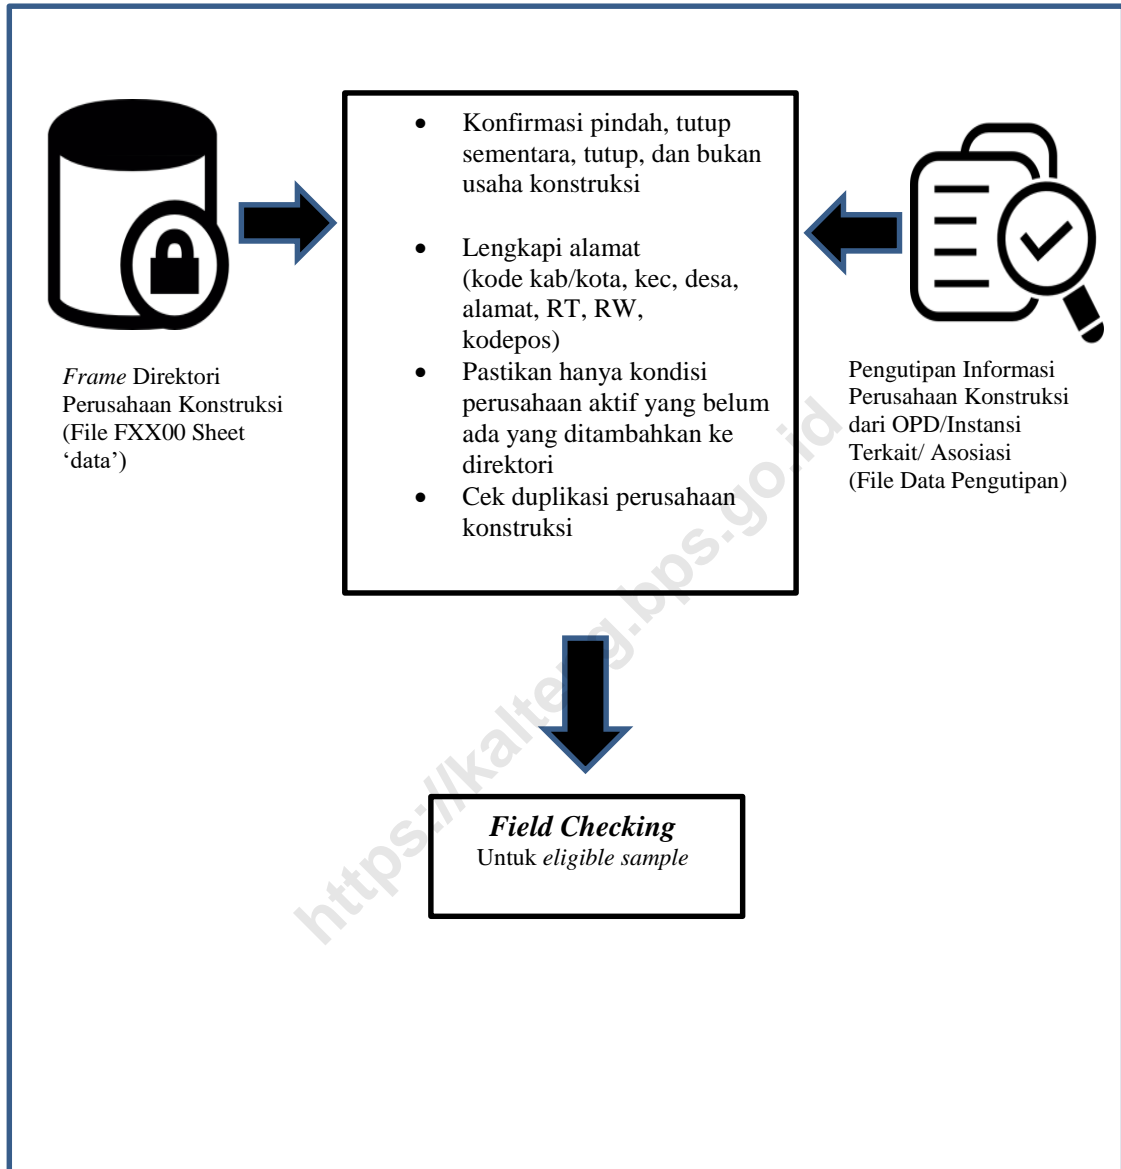 • Konfirmasi pindah, tutup
sementara, tutup, dan bukan
usaha konstruksi
• Lengkapi alamat
(kode kab/kota, kec, desa,
alamat, RT, RW,
kodepos)
• Pastikan hanya kondisi
perusahaan aktif yang belum
ada yang ditambahkan ke
direktori
• Cek duplikasi perusahaan
konstruksi
Frame Direktori
Perusahaan Konstruksi
(File FXX00 Sheet
‘data’)
Pengutipan Informasi
Perusahaan Konstruksi
dari OPD/Instansi
Terkait/ Asosiasi
(File Data Pengutipan)
Field Checking
Untuk eligible sample
https://kalteng.bps.go.id